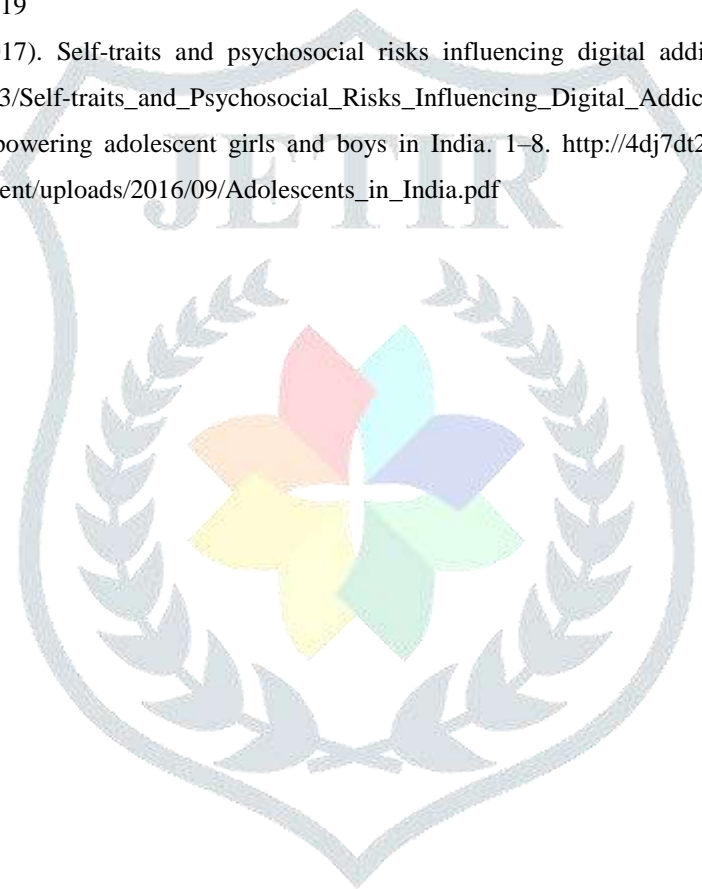 19
17). Self-traits and psychosocial risks influencing digital addi
3/Self-traits_and_Psychosocial_Risks_Influencing_Digital_Addic
powering adolescent girls and boys in India. 1–8. http://4dj7dt2
ent/uploads/2016/09/Adolescents_in_India.pdf
JETIR